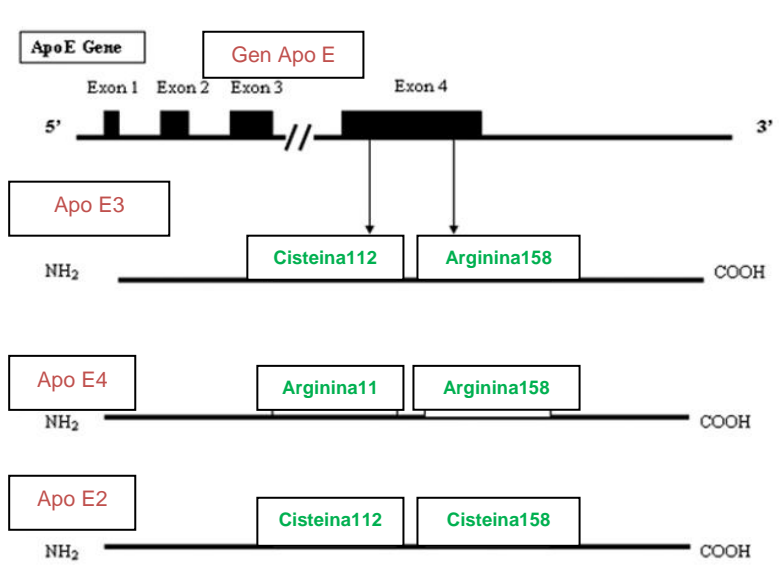 ApoE Gene
Gen Apo E
Exon 1 Exon 2 Exon 3 Exon 4
5’ 3’
Apo E3
Cisteina112 Arginina158
NH₂ COOH
Apo E4
Arginina11 Arginina158
NH₂ COOH
Apo E2
Cisteina112 Cisteina158
NH₂ COOH